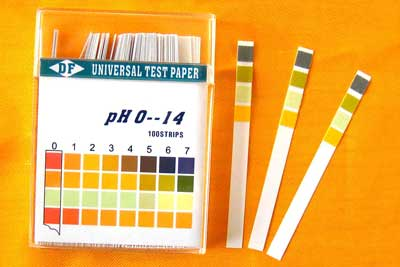 DF UNIVERSAL TEST PAPER
pH 0--14
100STRIPS
0 1 2 3 4 5 6 7